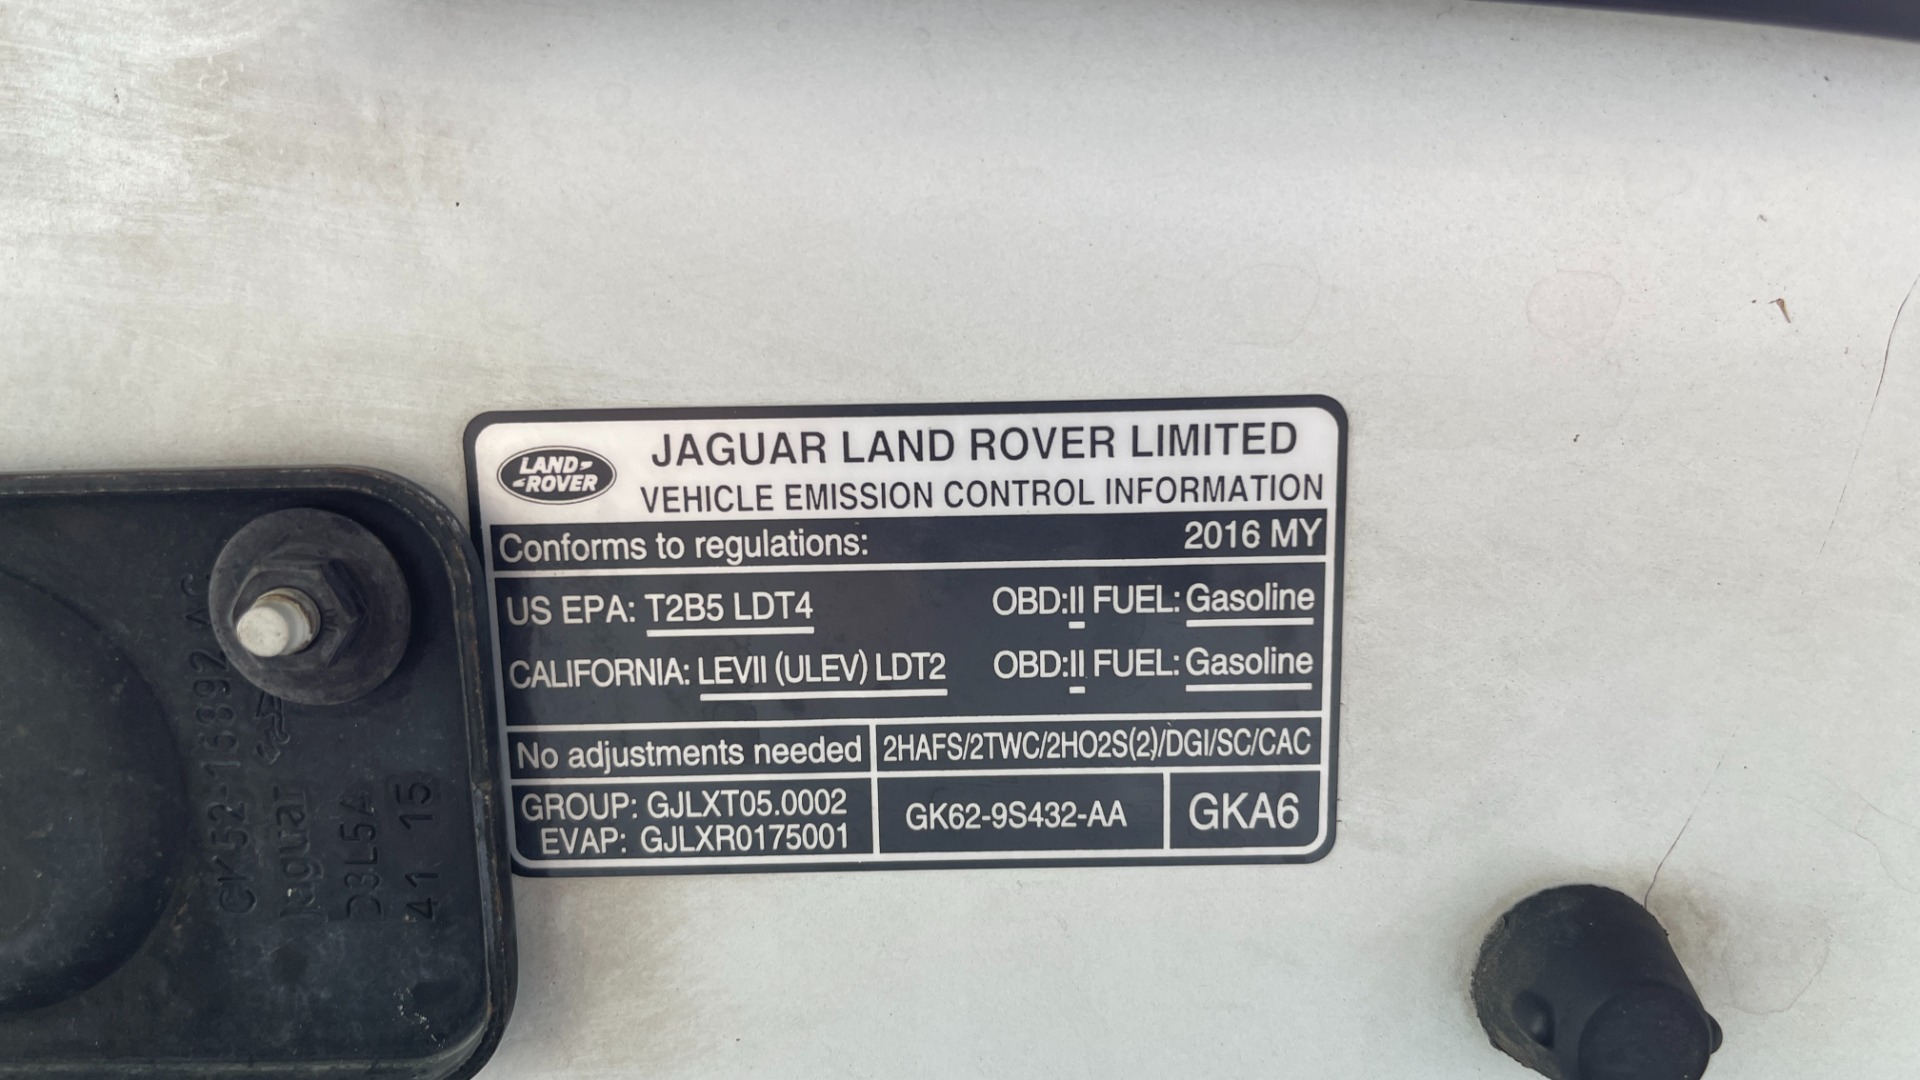 LAND-
-ROVER
JAGUAR LAND ROVER LIMITED
VEHICLE EMISSION CONTROL INFORMATION
Conforms to regulations: 2016 MY
US EPA: T2B5 LDT4 OBD:II FUEL: Gasoline
CALIFORNIA: LEVII (ULEV) LDT2 OBD:II FUEL: Gasoline
No adjustments needed 2HAFS/2TWC/2HO2S(2)/DGI/SC/CAC
GROUP: GJLXT05.0002
EVAP: GJLXR0175001
GK62-9S432-AA
GKA6
CK52-16892
Jaguar
41 15